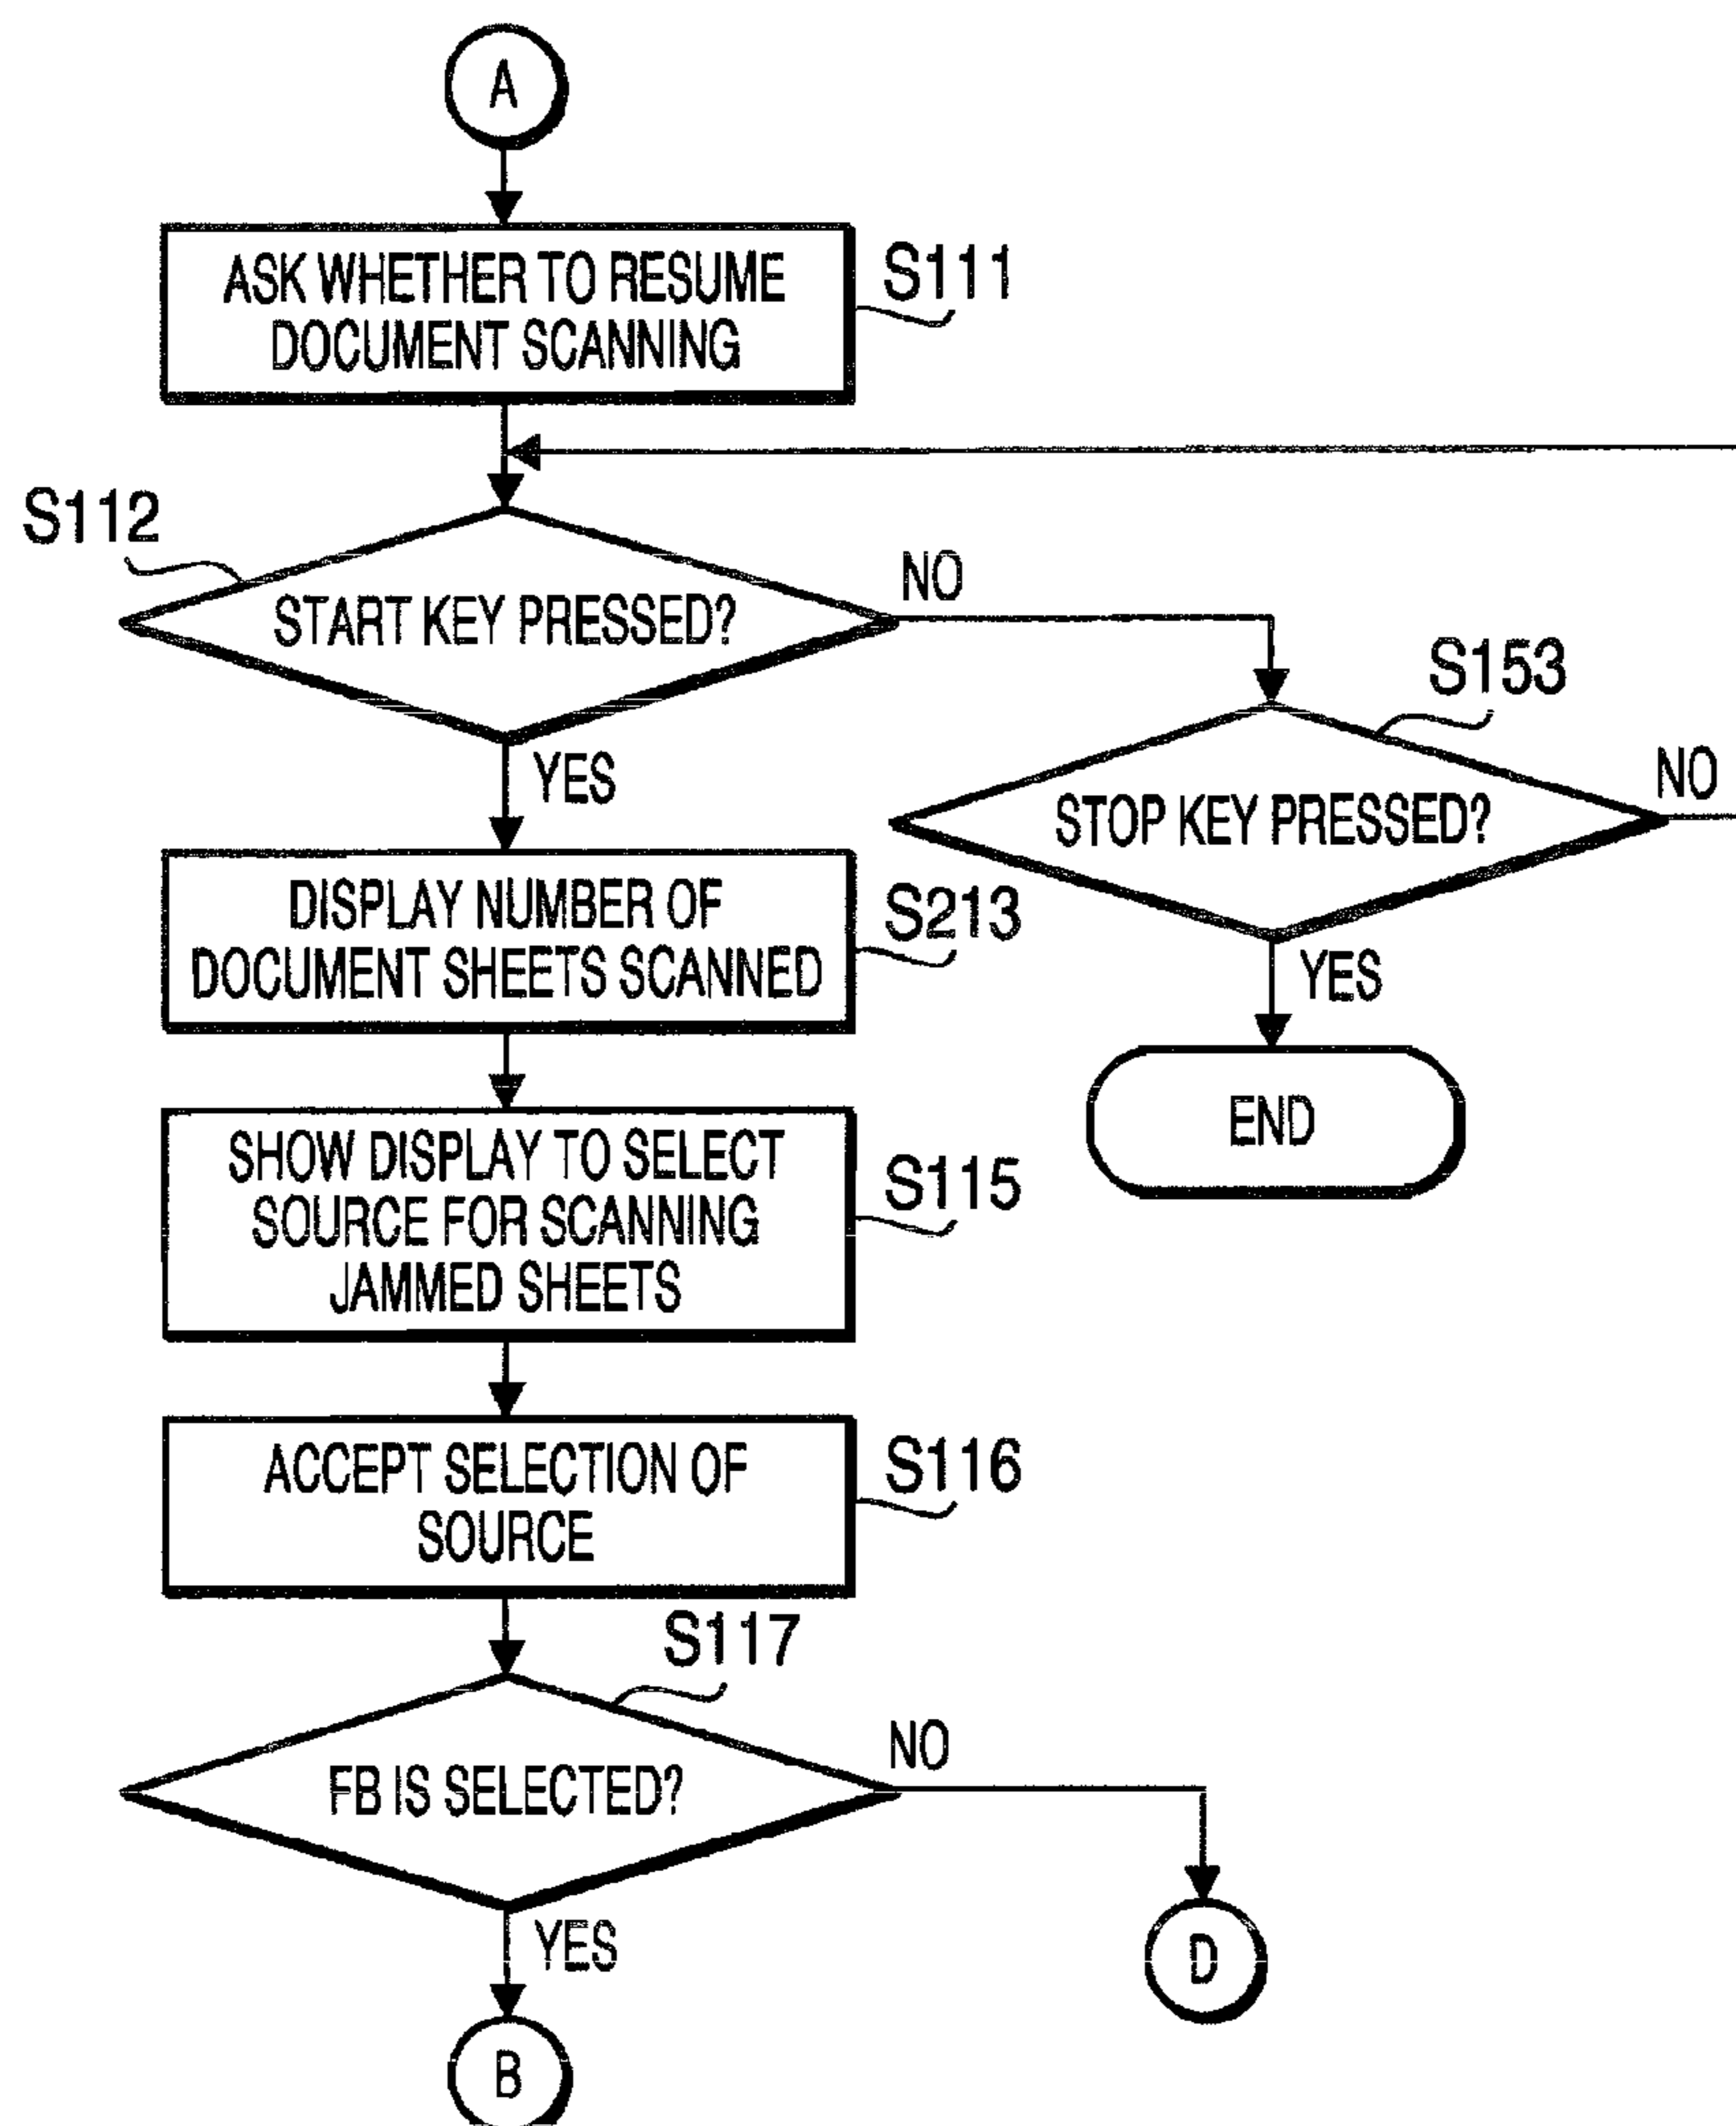 A
ASK WHETHER TO RESUME
DOCUMENT SCANNING
S111
S112
START KEY PRESSED?
NO
YES
S153
STOP KEY PRESSED?
NO
YES
END
DISPLAY NUMBER OF
DOCUMENT SHEETS SCANNED
S213
SHOW DISPLAY TO SELECT
SOURCE FOR SCANNING
JAMMED SHEETS
S115
ACCEPT SELECTION OF
SOURCE
S116
S117
FB IS SELECTED?
NO
YES
D
B